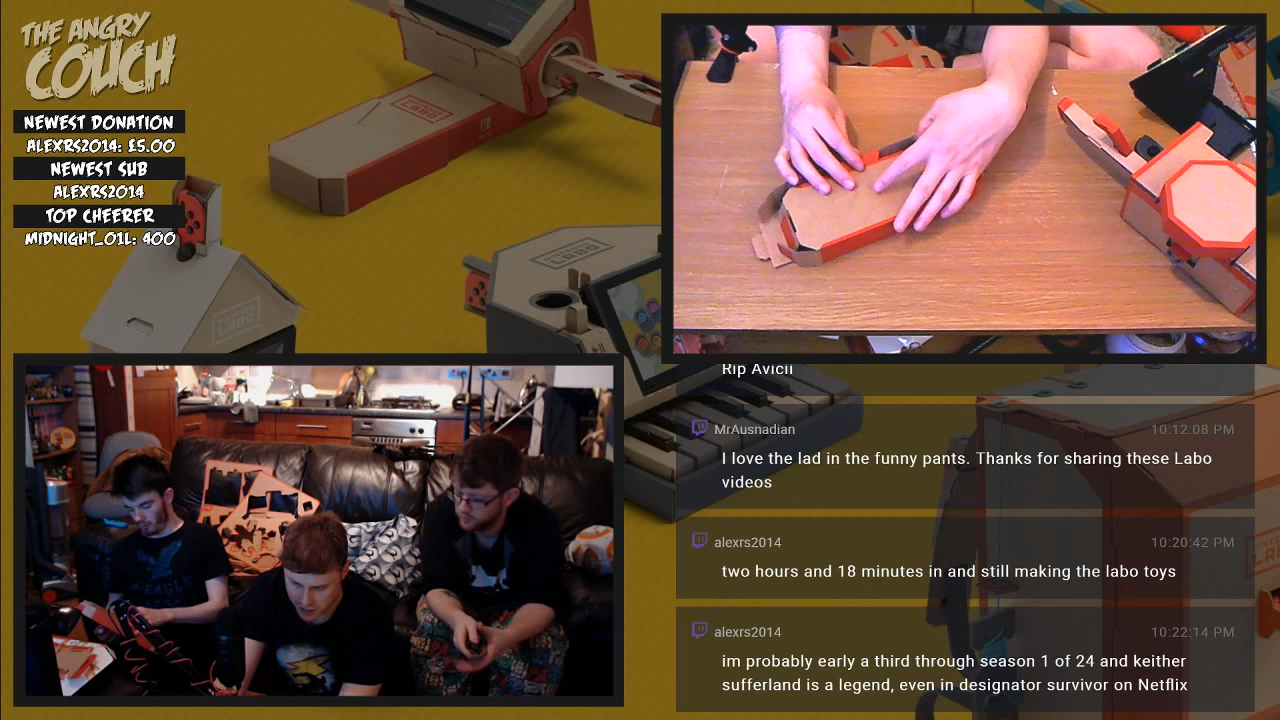 THE ANGRY
COUCH
NEWEST DONATION
ALEXRS2014: £5.00
NEWEST SUB
ALEXRS2014
TOP CHEERER
MIDNIGHT_01L: 400
LABO
LABO
LABO
Rip Avicii
MrAusnadian 10:12:08 PM
I love the lad in the funny pants. Thanks for sharing these Labo
videos
alexrs2014 10:20:42 PM
two hours and 18 minutes in and still making the labo toys
alexrs2014 10:22:14 PM
im probably early a third through season 1 of 24 and keither
sufferland is a legend, even in designator survivor on Netflix